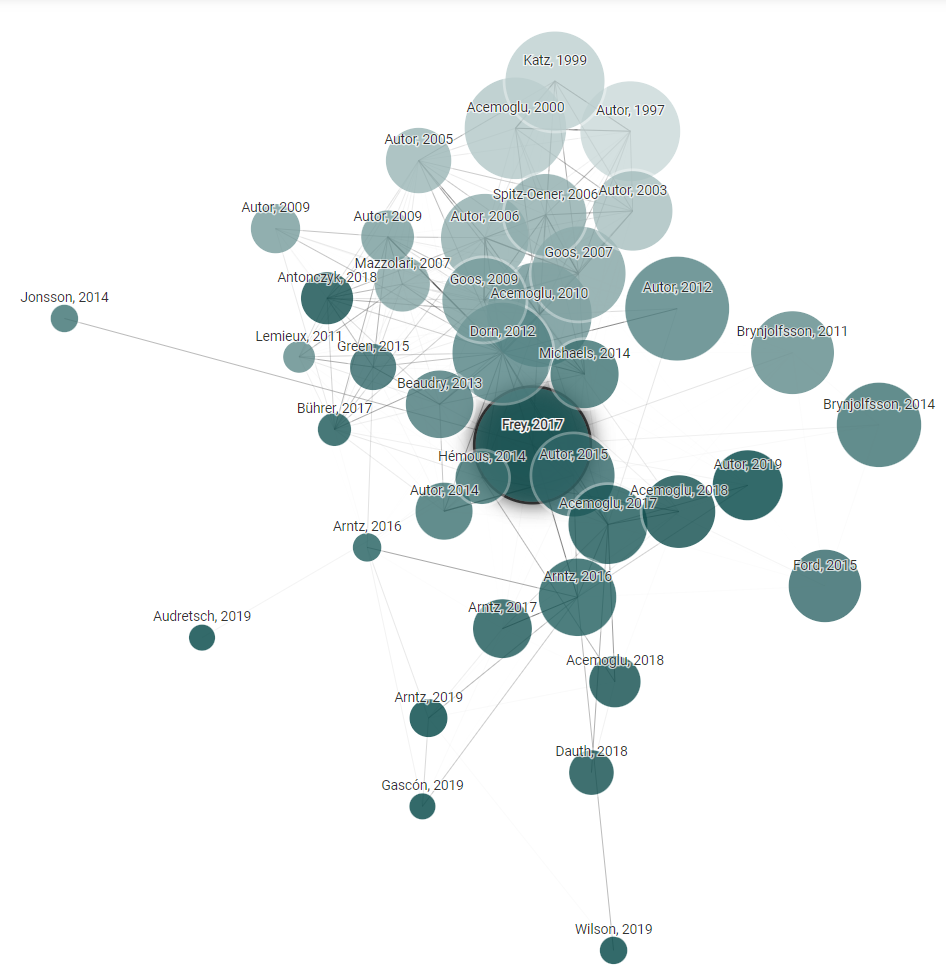 Katz, 1999
Acemoglu, 2000
Autor, 1997
Autor, 2005
Spitz-Oener, 2006
Autor, 2003
Autor, 2009
Autor, 2009
Autor, 2006
Goos, 2007
Mazzolari, 2007
Antonczyk, 2018
Goos, 2009
Acemoglu, 2010
Autor, 2012
Jonsson, 2014
Lemieux, 2011
Dorn, 2012
Brynjolfsson, 2011
Green, 2015
Michaels, 2014
Beaudry, 2013
Brynjolfsson, 2014
Bührer, 2017
Frey, 2017
Hémous, 2014
Autor, 2015
Autor, 2019
Autor, 2014
Acemoglu, 2018
Acemoglu, 2017
Arntz, 2016
Ford, 2015
Arntz, 2016
Arntz, 2017
Audretsch, 2019
Acemoglu, 2018
Arntz, 2019
Dauth, 2018
Gascón, 2019
Wilson, 2019